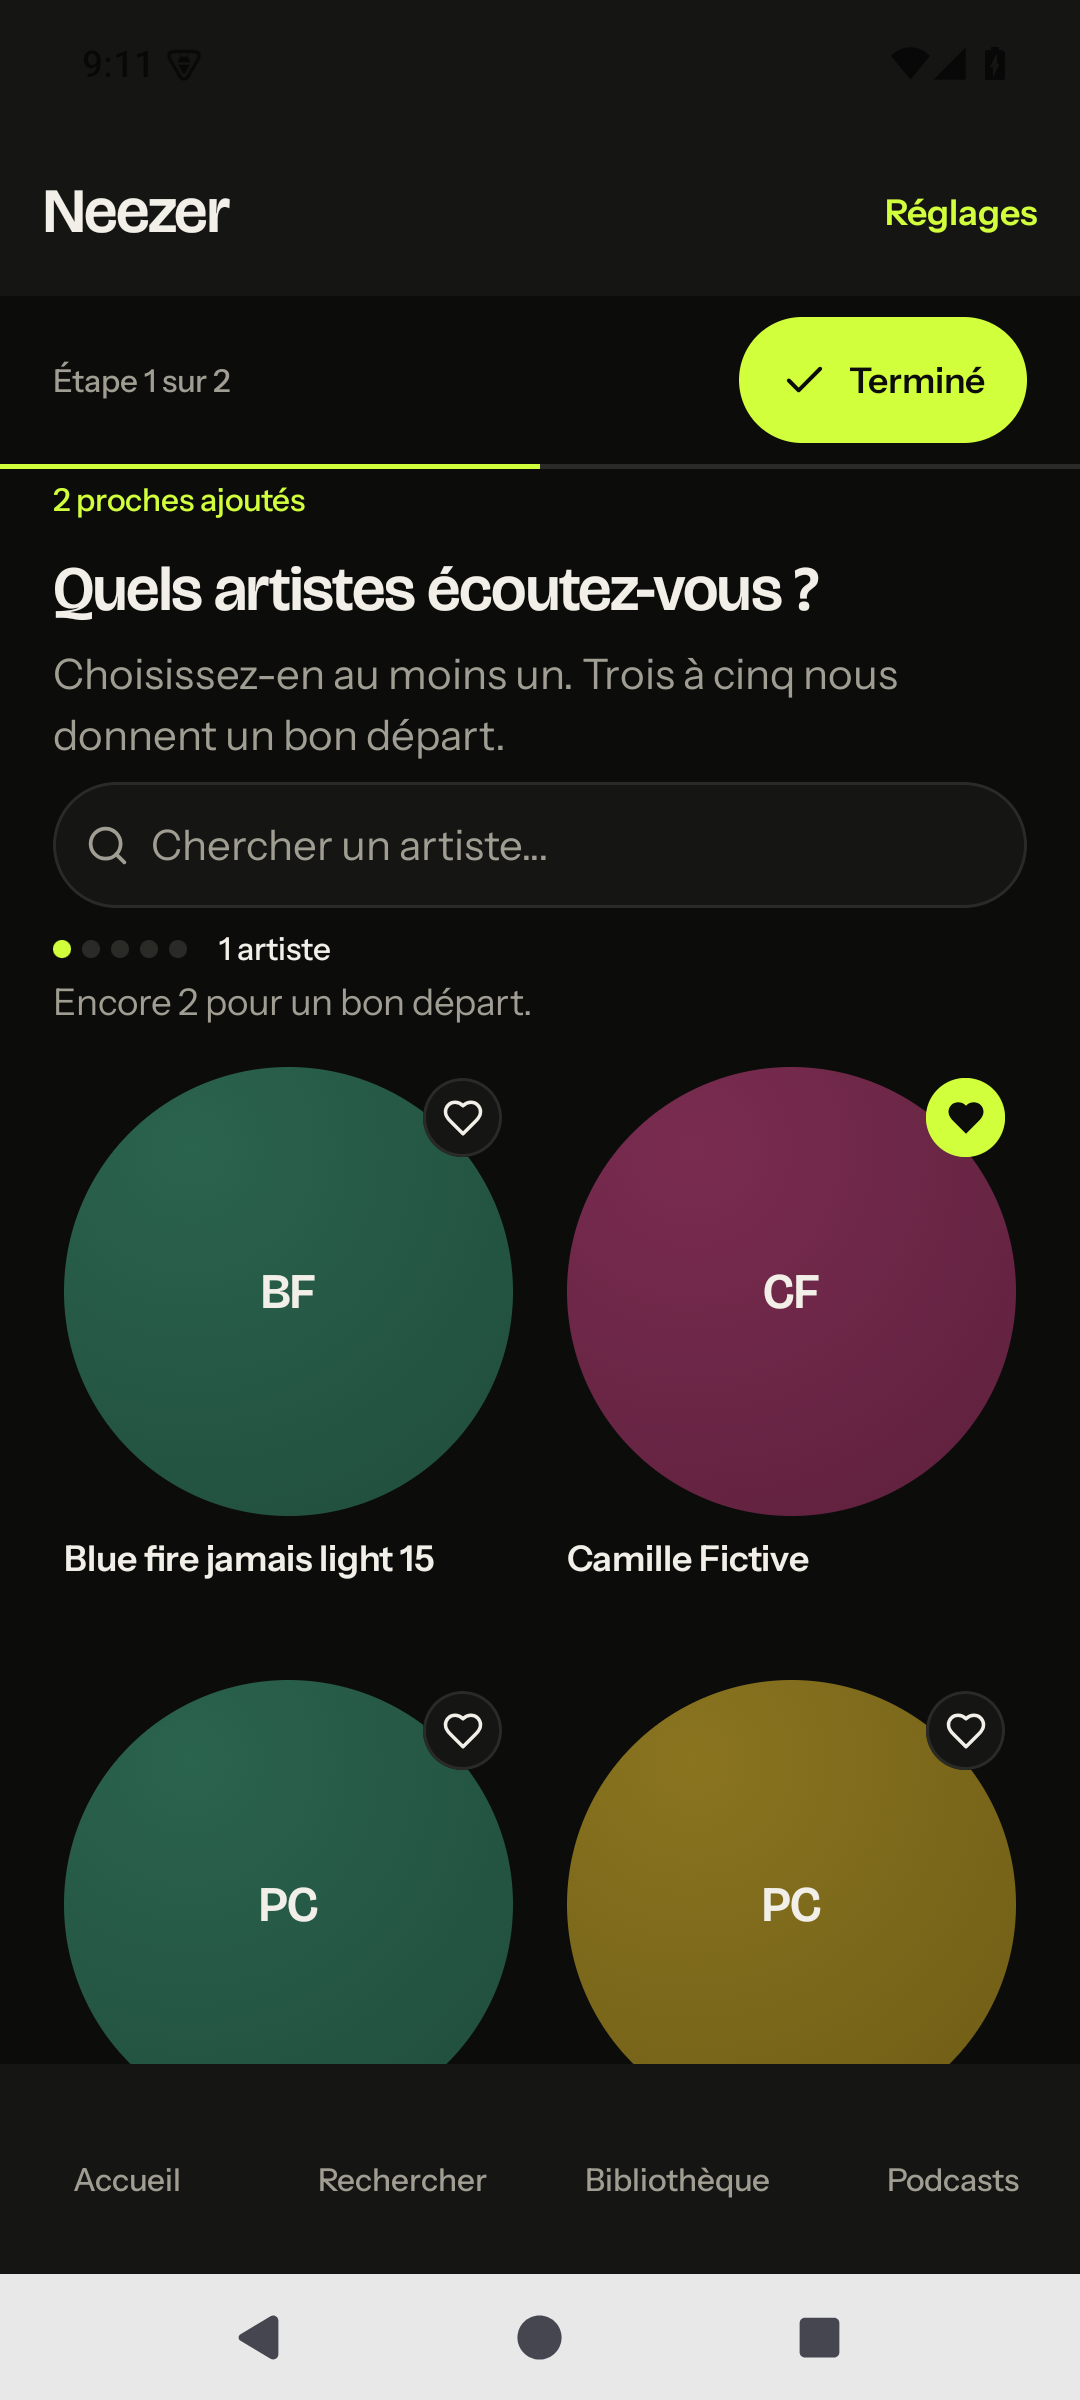 9:11
Neezer
Réglages
Étape 1 sur 2
Terminé
2 proches ajoutés
Quels artistes écoutez-vous ?
Choisissez-en au moins un. Trois à cinq nous
donnent un bon départ.
Chercher un artiste...
1 artiste
Encore 2 pour un bon départ.
BF
CF
Blue fire jamais light 15
Camille Fictive
PC
PC
Accueil
Rechercher
Bibliothèque
Podcasts